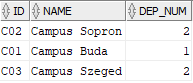 ID NAME DEP_NUM
C02 Campus Sopron 2
C01 Campus Buda 1
C03 Campus Szeged 2